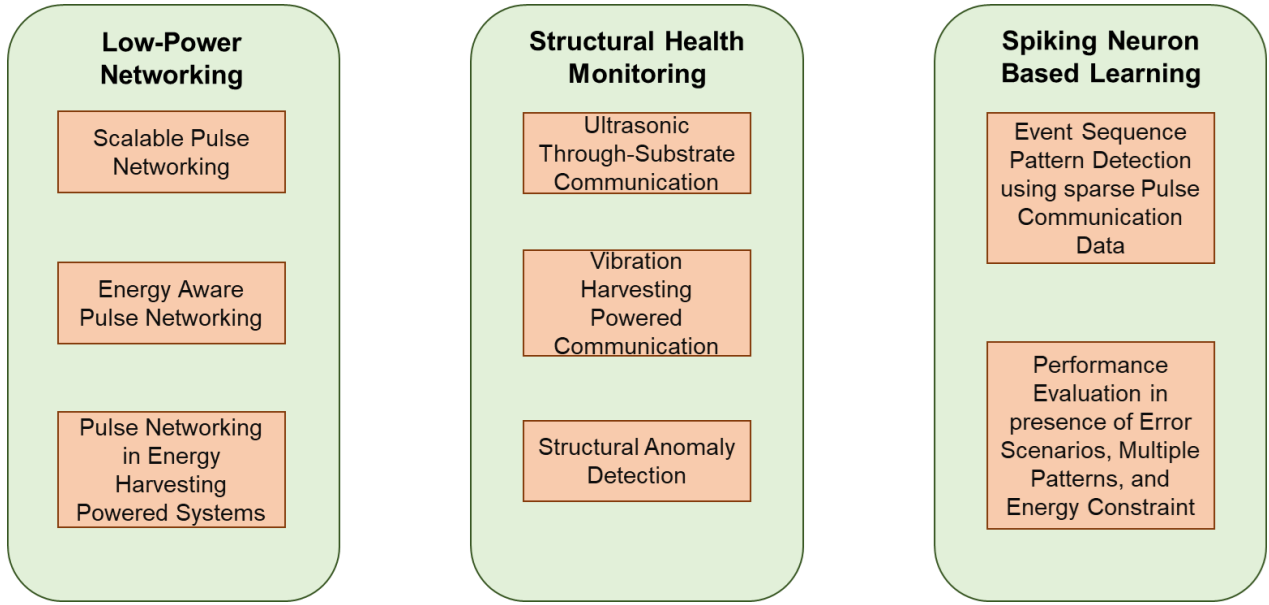 Low-Power
Networking
Scalable Pulse
Networking
Energy Aware
Pulse Networking
Pulse Networking
in Energy
Harvesting
Powered Systems
Structural Health
Monitoring
Ultrasonic
Through-Substrate
Communication
Vibration
Harvesting
Powered
Communication
Structural Anomaly
Detection
Spiking Neuron
Based Learning
Event Sequence
Pattern Detection
using sparse Pulse
Communication
Data
Performance
Evaluation in
presence of Error
Scenarios, Multiple
Patterns, and
Energy Constraint